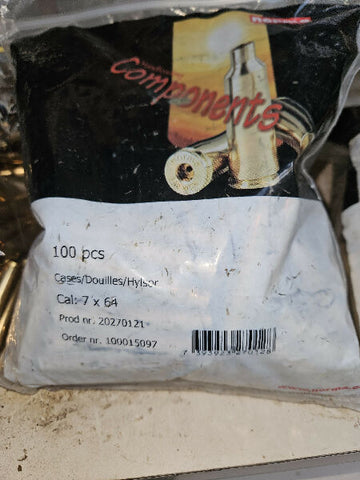 components
100 pcs
Cases/Douilles/Hylsor
Cal: 7 x 64
Prod nr. 20270121
Order nr. 100015097